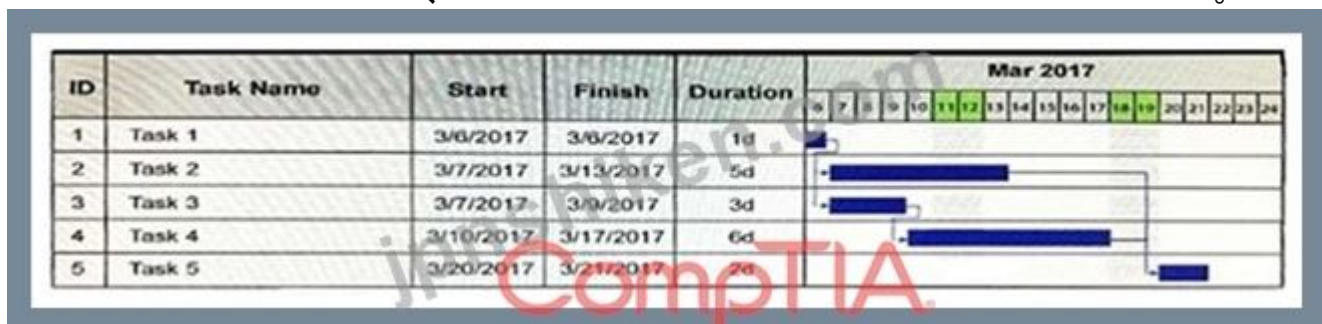 Mar 2017
ID Task Name Start Finish Duration 6 7 8 9 10 11 12 13 14 15 16 17 18 19 20 21 22 23 24
1 Task 1 3/6/2017 3/6/2017 1d
2 Task 2 3/7/2017 3/13/2017 5d
3 Task 3 3/7/2017 3/9/2017 3d
4 Task 4 3/10/2017 3/17/2017 6d
5 Task 5 3/20/2017 3/21/2017 2d
jpnshiken.com
CompTIA.